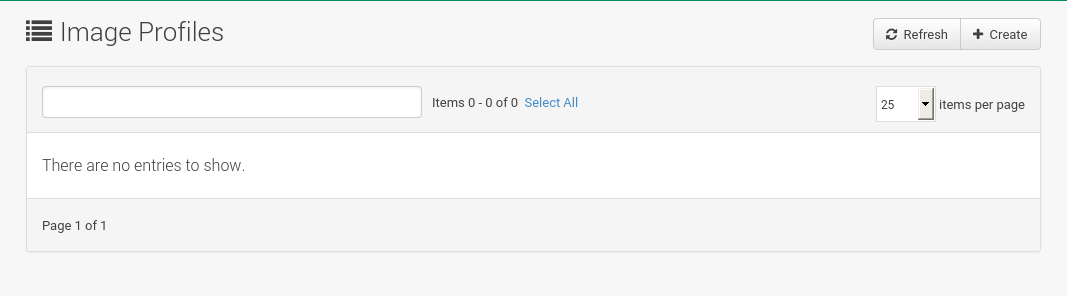 Image Profiles
Refresh
Create
Items 0 - 0 of 0 Select All
25 items per page
There are no entries to show.
Page 1 of 1